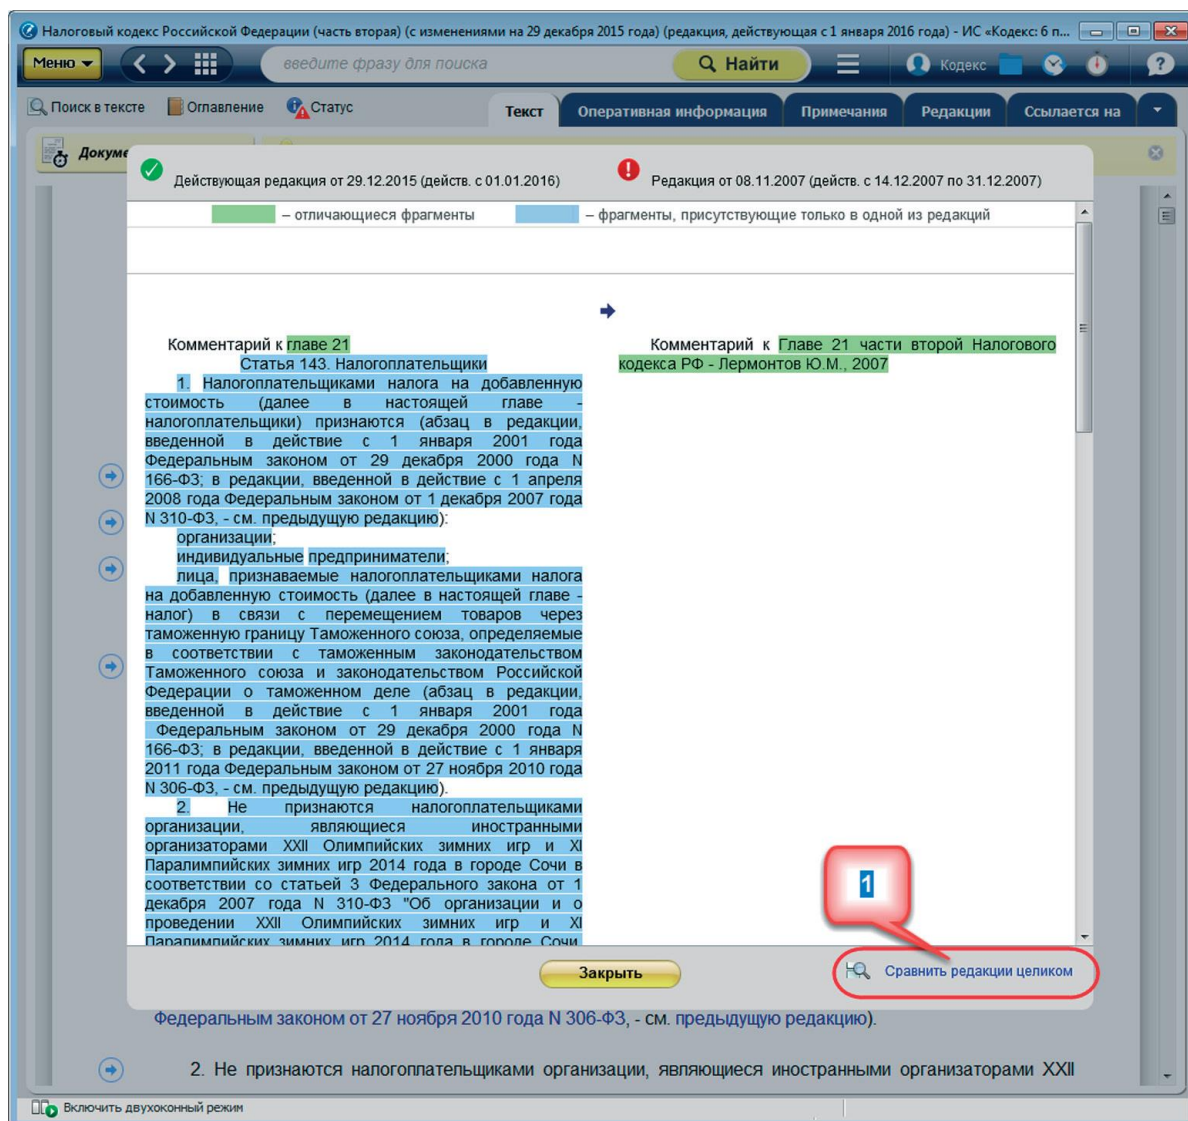 Налоговый кодекс Российской Федерации (часть вторая) (с изменениями на 29 декабря 2015 года) (редакция, действующая с 1 января 2016 года) - ИС «Кодекс: 6 п...
Меню
введите фразу для поиска
Найти
Кодекс
?
Поиск в тексте
Оглавление
Статус
Текст
Оперативная информация
Примечания
Редакции
Ссылается на
Докуме
Действующая редакция от 29.12.2015 (действ. с 01.01.2016)
Редакция от 08.11.2007 (действ. с 14.12.2007 по 31.12.2007)
– отличающиеся фрагменты
– фрагменты, присутствующие только в одной из редакций
Комментарий к главе 21
Статья 143. Налогоплательщики
1. Налогоплательщиками налога на добавленную
стоимость (далее в настоящей главе -
налогоплательщики) признаются (абзац в редакции,
введенной в действие с 1 января 2001 года
Федеральным законом от 29 декабря 2000 года N
166-ФЗ; в редакции, введенной в действие с 1 апреля
2008 года Федеральным законом от 1 декабря 2007 года
N 310-ФЗ, - см. предыдущую редакцию):
организации;
индивидуальные предприниматели;
лица, признаваемые налогоплательщиками налога
на добавленную стоимость (далее в настоящей главе -
налог) в связи с перемещением товаров через
таможенную границу Таможенного союза, определяемые
в соответствии с таможенным законодательством
Таможенного союза и законодательством Российской
Федерации о таможенном деле (абзац в редакции,
введенной в действие с 1 января 2001 года
Федеральным законом от 29 декабря 2000 года N
166-ФЗ; в редакции, введенной в действие с 1 января
2011 года Федеральным законом от 27 ноября 2010 года
N 306-ФЗ, - см. предыдущую редакцию).
2. Не признаются налогоплательщиками
организации, являющиеся иностранными
организаторами XXII Олимпийских зимних игр и XI
Паралимпийских зимних игр 2014 года в городе Сочи в
соответствии со статьей 3 Федерального закона от 1
декабря 2007 года N 310-ФЗ "Об организации и о
проведении XXII Олимпийских зимних игр и XI
Паралимпийских зимних игр 2014 года в городе Сочи,
Комментарий к Главе 21 части второй Налогового
кодекса РФ - Лермонтов Ю.М., 2007
1
Закрыть
Сравнить редакции целиком
Федеральным законом от 27 ноября 2010 года N 306-ФЗ, - см. предыдущую редакцию).
2. Не признаются налогоплательщиками организации, являющиеся иностранными организаторами XXII
Включить двухоконный режим